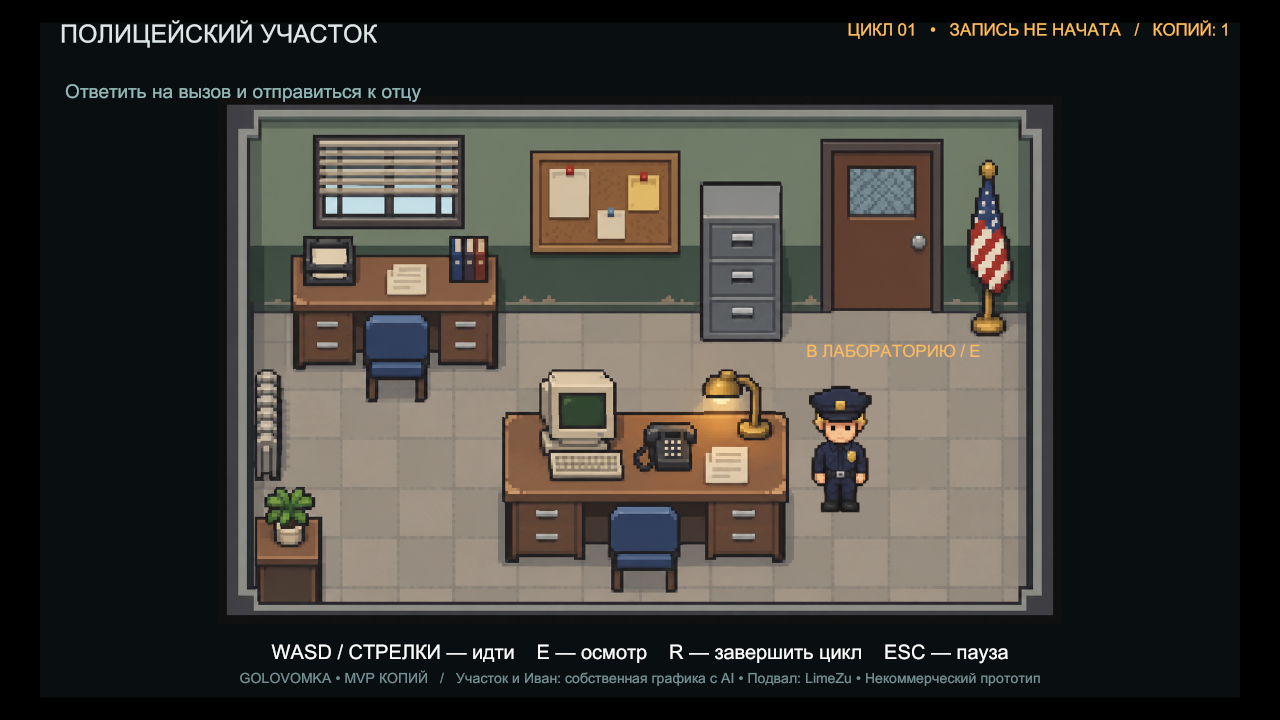 ПОЛИЦЕЙСКИЙ УЧАСТОК
ЦИКЛ 01 • ЗАПИСЬ НЕ НАЧАТА / КОПИЙ: 1
Ответить на вызов и отправиться к отцу
В ЛАБОРАТОРИЮ / E
WASD / СТРЕЛКИ — идти E — осмотр R — завершить цикл ESC — пауза
GOLOVOMKA • MVP КОПИЙ / Участок и Иван: собственная графика с AI • Подвал: LimeZu • Некоммерческий прототип